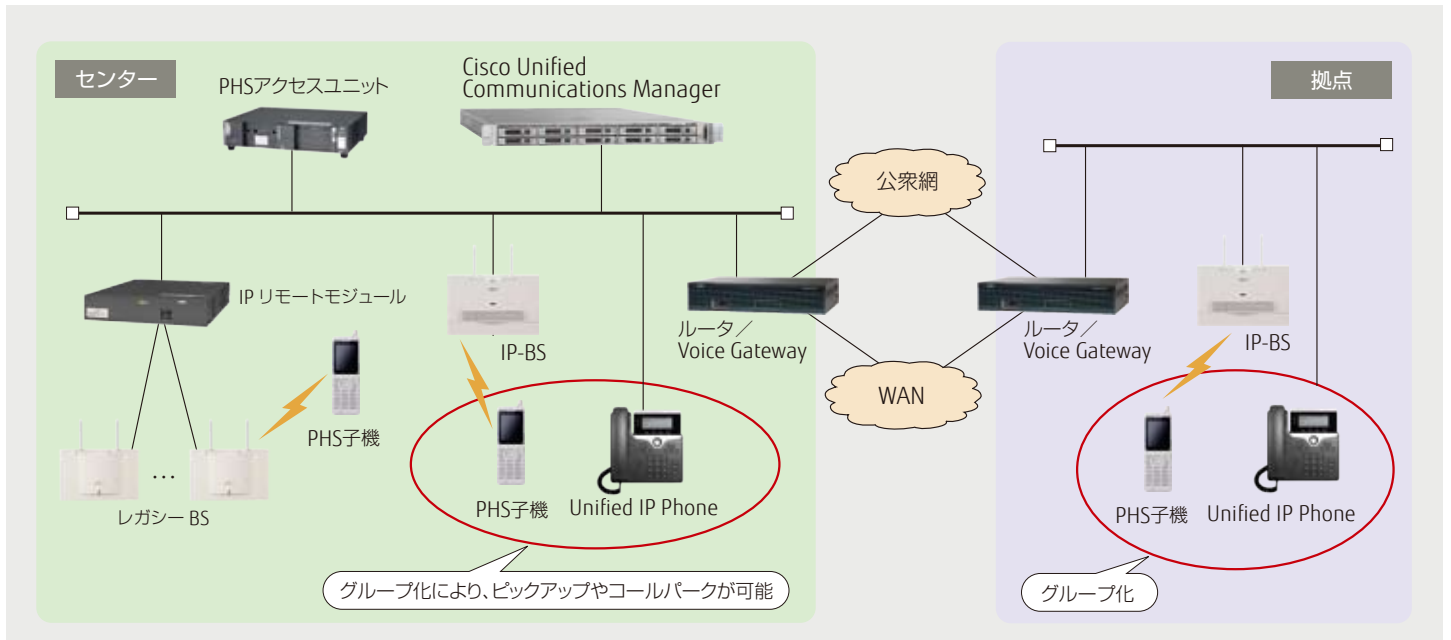 センター
PHSアクセスユニット
Cisco Unified
Communications Manager
拠点
公衆網
IP リモートモジュール
IP-BS
ルータ／
Voice Gateway
ルータ／
Voice Gateway
IP-BS
WAN
PHS子機
…
レガシー BS
PHS子機
Unified IP Phone
PHS子機
Unified IP Phone
グループ化により、ピックアップやコールパークが可能
グループ化